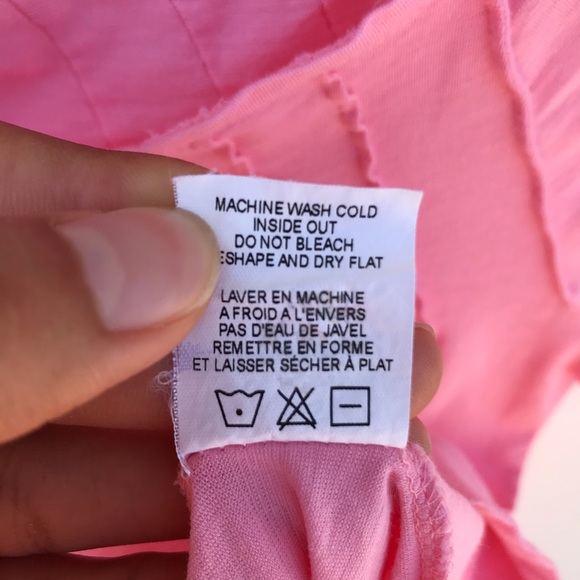 MACHINE WASH COLD
INSIDE OUT
DO NOT BLEACH
ESHAPE AND DRY FLAT
LAVER EN MACHINE
A FROID A L'ENVERS
PAS D'EAU DE JAVEL
REMETTRE EN FORME
ET LAISSER SÉCHER À PLAT